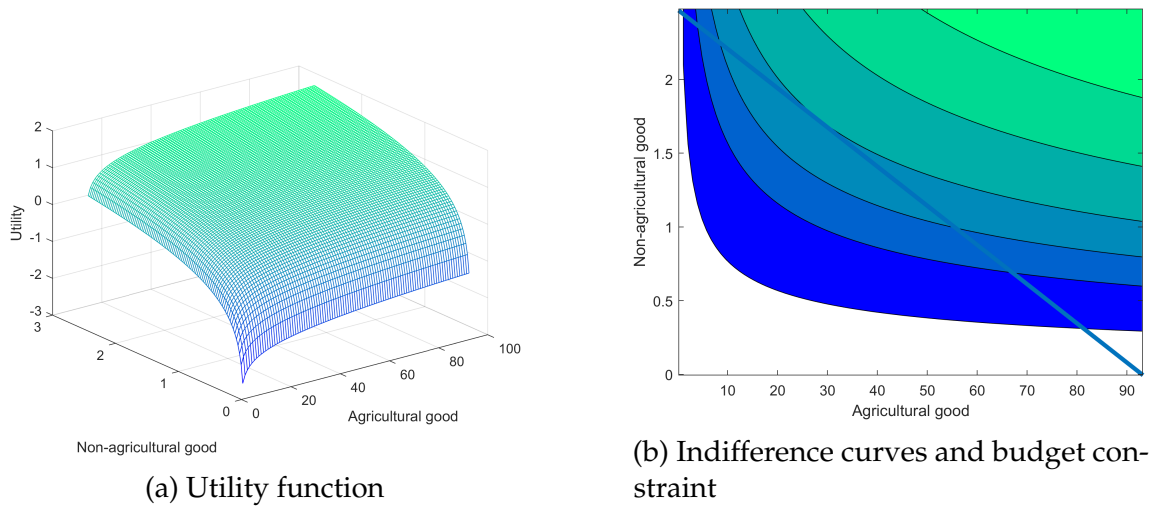 2
1
0
-1
-2
-3
Utility
3
2
1
0
Non-agricultural good
0
20
40
60
80
100
Agricultural good
(a) Utility function
2
1.5
1
0.5
0
Non-agricultural good
10 20 30 40 50 60 70 80 90
Agricultural good
(b) Indifference curves and budget con-
straint